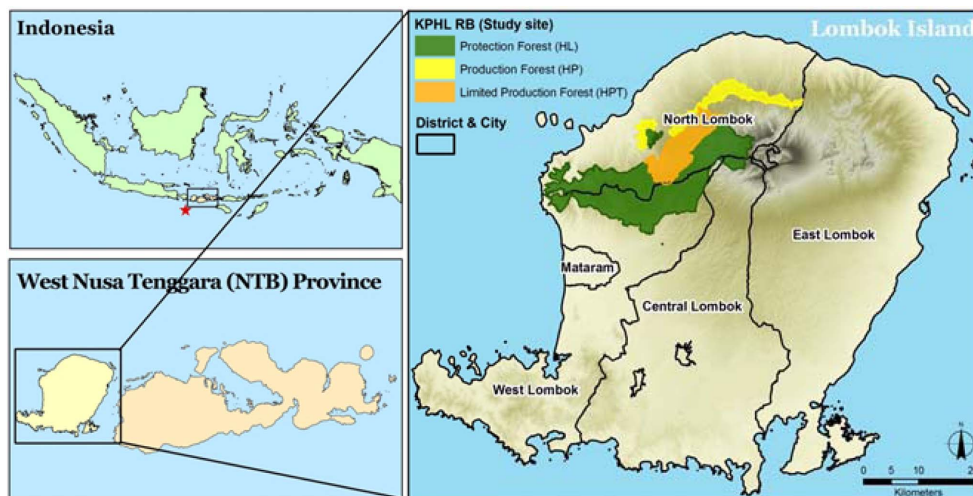 Indonesia
West Nusa Tenggara (NTB) Province
KPHL RB (Study site)
Protection Forest (HL)
Production Forest (HP)
Limited Production Forest (HPT)
District & City
Lombok Island
North Lombok
East Lombok
Mataram
Central Lombok
West Lombok
N
0 5 10 20
Kilometers